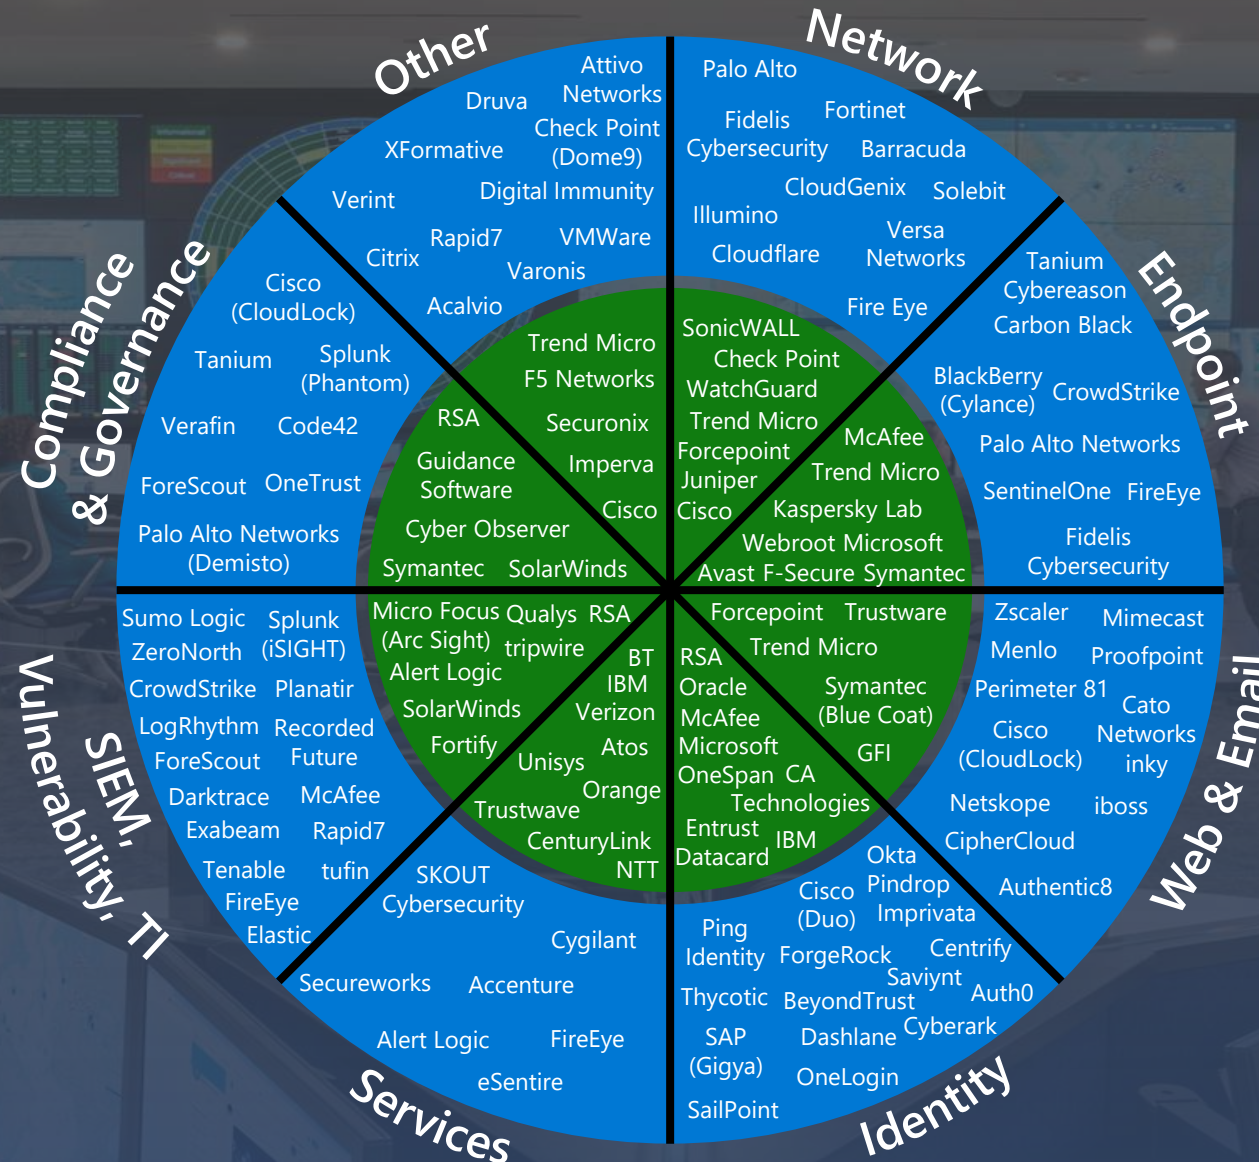 Other
Attivo
Networks
Druva
Check Point
(Dome9)
XFormative
Digital Immunity
Verint
Rapid7
VMWare
Citrix
Varonis
Acalvio
Trend Micro
F5 Networks
Securonix
Imperva
Cisco
Network
Palo Alto
Fortinet
Fidelis
Cybersecurity
Barracuda
CloudGenix
Solebit
Illumino
Versa
Networks
Cloudflare
Fire Eye
SonicWALL
Check Point
WatchGuard
Trend Micro
Forcepoint
Juniper
Cisco
Endpoint
Tanium
Cybereason
Carbon Black
BlackBerry
(Cylance)
CrowdStrike
Palo Alto Networks
SentinelOne
FireEye
Fidelis
Cybersecurity
McAfee
Trend Micro
Kaspersky Lab
Webroot Microsoft
Avast F-Secure Symantec
Web & Email
Zscaler
Mimecast
Menlo
Proofpoint
Perimeter 81
Cato
Networks
Cisco
(CloudLock)
inky
Netskope
iboss
CipherCloud
Authentic8
Forcepoint
Trustware
Trend Micro
Symantec
(Blue Coat)
GFI
Identity
RSA
Oracle
McAfee
Microsoft
OneSpan
CA
Technologies
Entrust
Datacard
IBM
Okta
Pindrop
Imprivata
Cisco
(Duo)
Ping
Identity
ForgeRock
Centrify
Saviynt
Auth0
Thycotic
BeyondTrust
Cyberark
SAP
(Gigya)
Dashlane
OneLogin
SailPoint
Services
BT
IBM
Verizon
Atos
Unisys
Orange
Trustwave
CenturyLink
NTT
SKOUT
Cybersecurity
Cygilant
Secureworks
Accenture
Alert Logic
FireEye
eSentire
SIEM,
Vulnerability, TI
Micro Focus
(Arc Sight)
Qualys
RSA
tripwire
Alert Logic
SolarWinds
Fortify
Sumo Logic
Splunk
(iSIGHT)
ZeroNorth
CrowdStrike
Planatir
LogRhythm
Recorded
Future
ForeScout
Darktrace
McAfee
Exabeam
Rapid7
Tenable
tufin
FireEye
Elastic
Compliance
& Governance
Cisco
(CloudLock)
Tanium
Splunk
(Phantom)
Verafin
Code42
ForeScout
OneTrust
Palo Alto Networks
(Demisto)
RSA
Guidance
Software
Cyber Observer
Symantec
SolarWinds